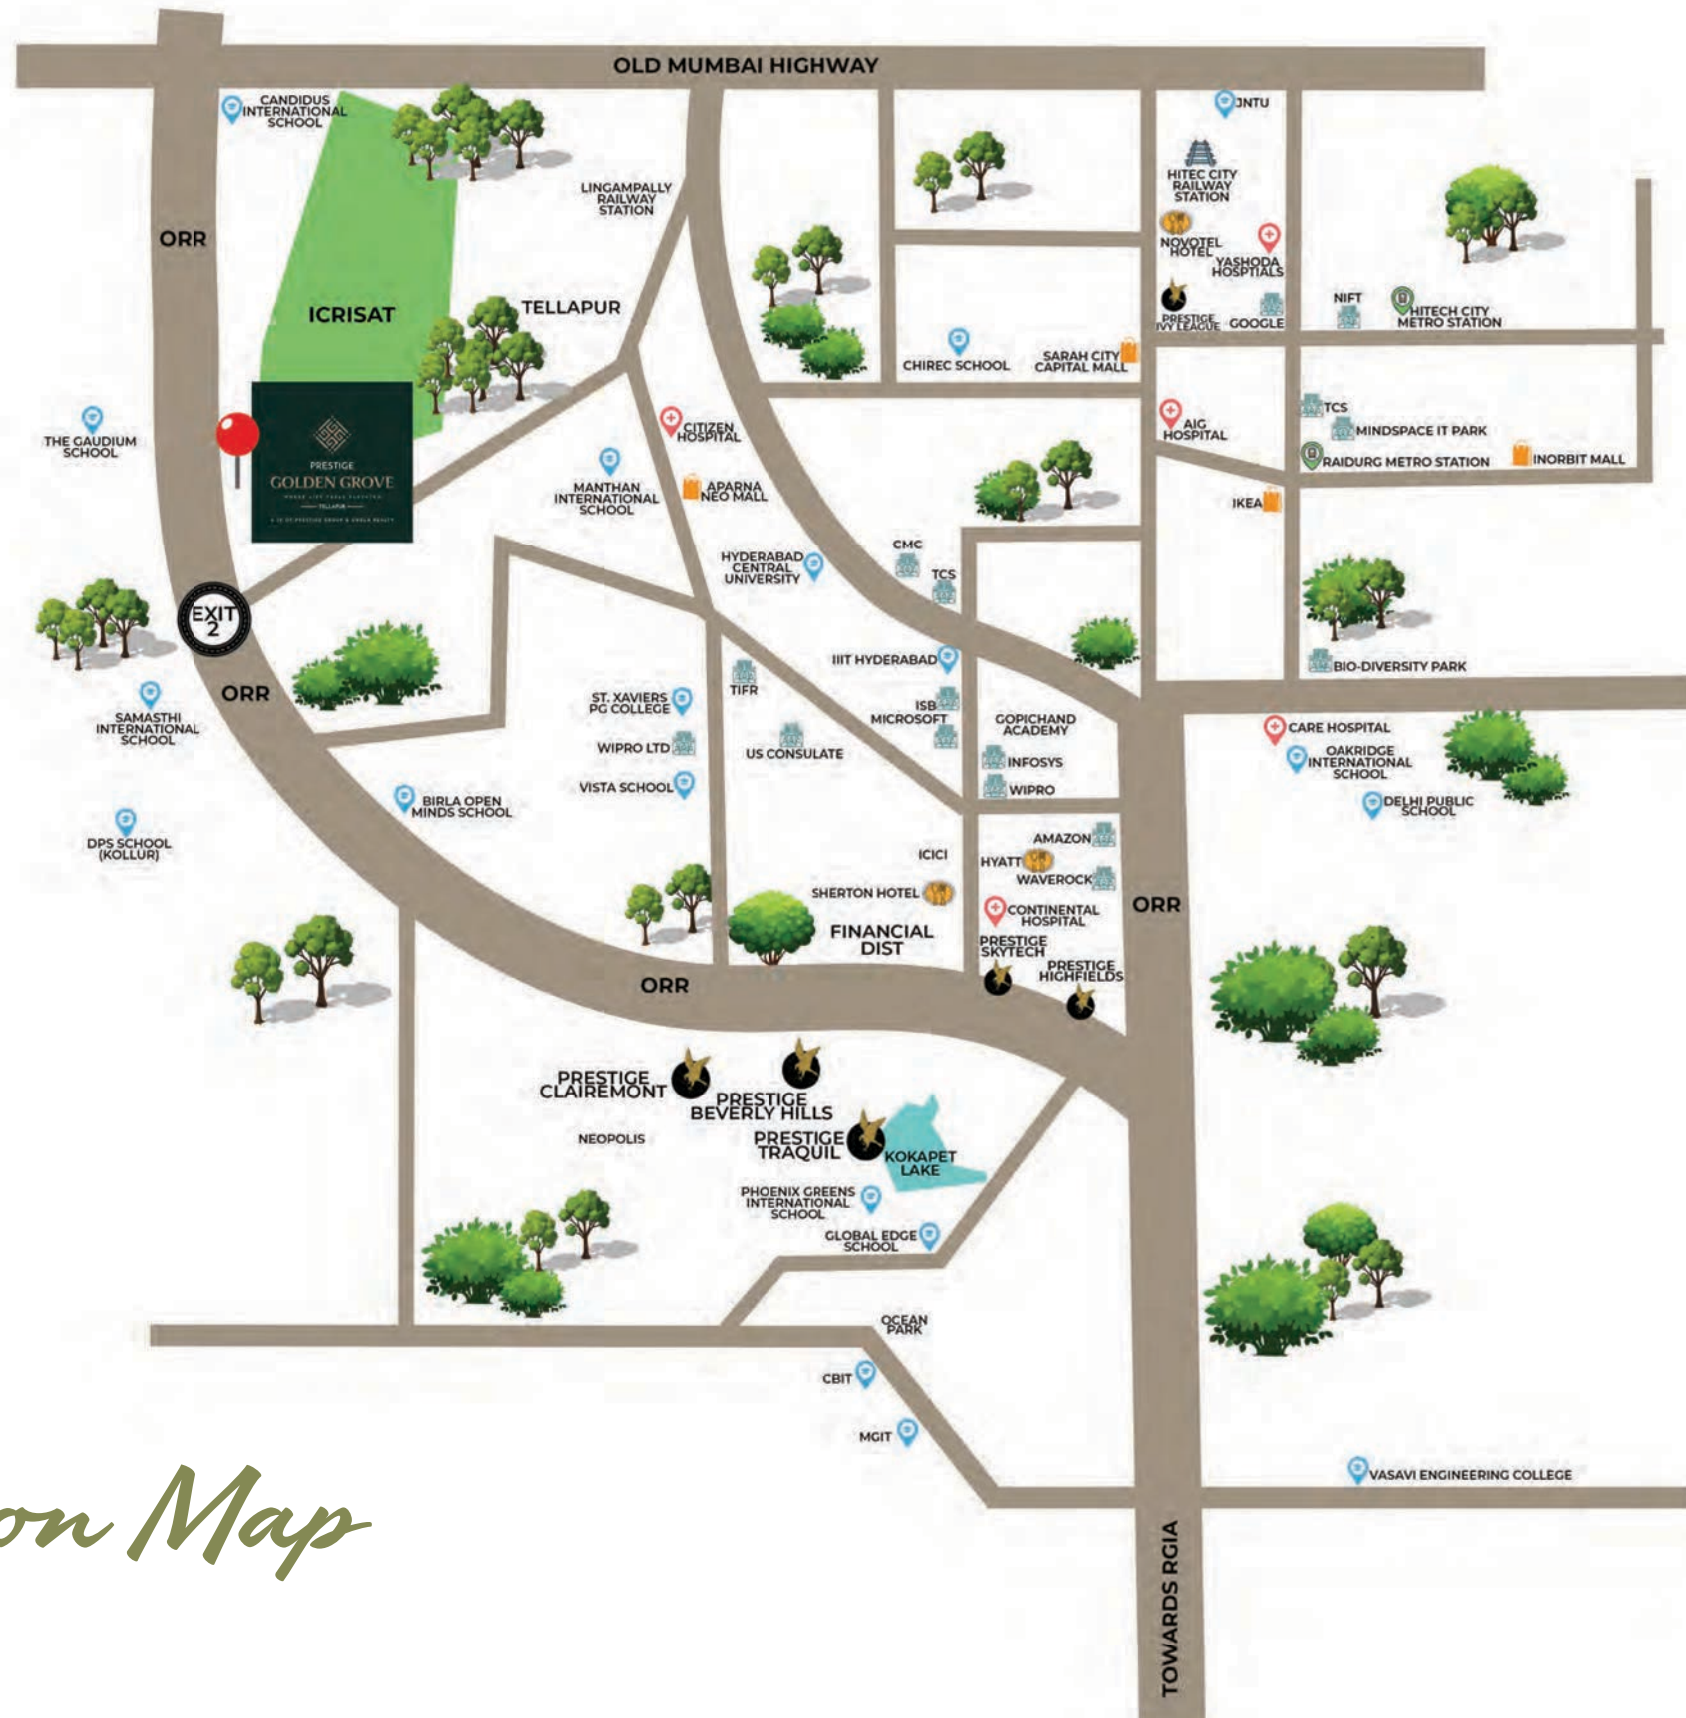 OLD MUMBAI HIGHWAY
CANDIDUS
INTERNATIONAL
SCHOOL
JNTU
HITEC CITY
RAILWAY
STATION
LINGAMPALLY
RAILWAY
STATION
ORR
NOVOTEL
HOTEL
YASHODA
HOSPTIALS
ICRISAT
TELLAPUR
PRESTIGE
IVY LEAGUE
GOOGLE
NIFT
HITECH CITY
METRO STATION
CHIREC SCHOOL
SARAH CITY
CAPITAL MALL
THE GAUDIUM
SCHOOL
PRESTIGE
GOLDEN GROVE
TELLAPUR
CITIZEN
HOSPITAL
AIG
HOSPITAL
TCS
MINDSPACE IT PARK
RAIDURG METRO STATION
INORBIT MALL
MANTHAN
INTERNATIONAL
SCHOOL
APARNA
NEO MALL
IKEA
HYDERABAD
CENTRAL
UNIVERSITY
CMC
TCS
EXIT
2
IIIT HYDERABAD
BIO-DIVERSITY PARK
ORR
SAMASTHI
INTERNATIONAL
SCHOOL
ST. XAVIERS
PG COLLEGE
TIFR
ISB
MICROSOFT
GOPICHAND
ACADEMY
CARE HOSPITAL
WIPRO LTD
US CONSULATE
INFOSYS
OAKRIDGE
INTERNATIONAL
SCHOOL
VISTA SCHOOL
WIPRO
BIRLA OPEN
MINDS SCHOOL
DELHI PUBLIC
SCHOOL
DPS SCHOOL
(KOLLUR)
AMAZON
ICICI
HYATT
WAVEROCK
SHERTON HOTEL
ORR
CONTINENTAL
HOSPITAL
FINANCIAL
DIST
PRESTIGE
SKYTECH
PRESTIGE
HIGHFIELDS
ORR
PRESTIGE
CLAIREMONT
PRESTIGE
BEVERLY HILLS
NEOPOLIS
PRESTIGE
TRAQUIL
KOKAPET
LAKE
PHOENIX GREENS
INTERNATIONAL
SCHOOL
GLOBAL EDGE
SCHOOL
OCEAN
PARK
CBIT
MGIT
VASAVI ENGINEERING COLLEGE
on Map
TOWARDS RGIA